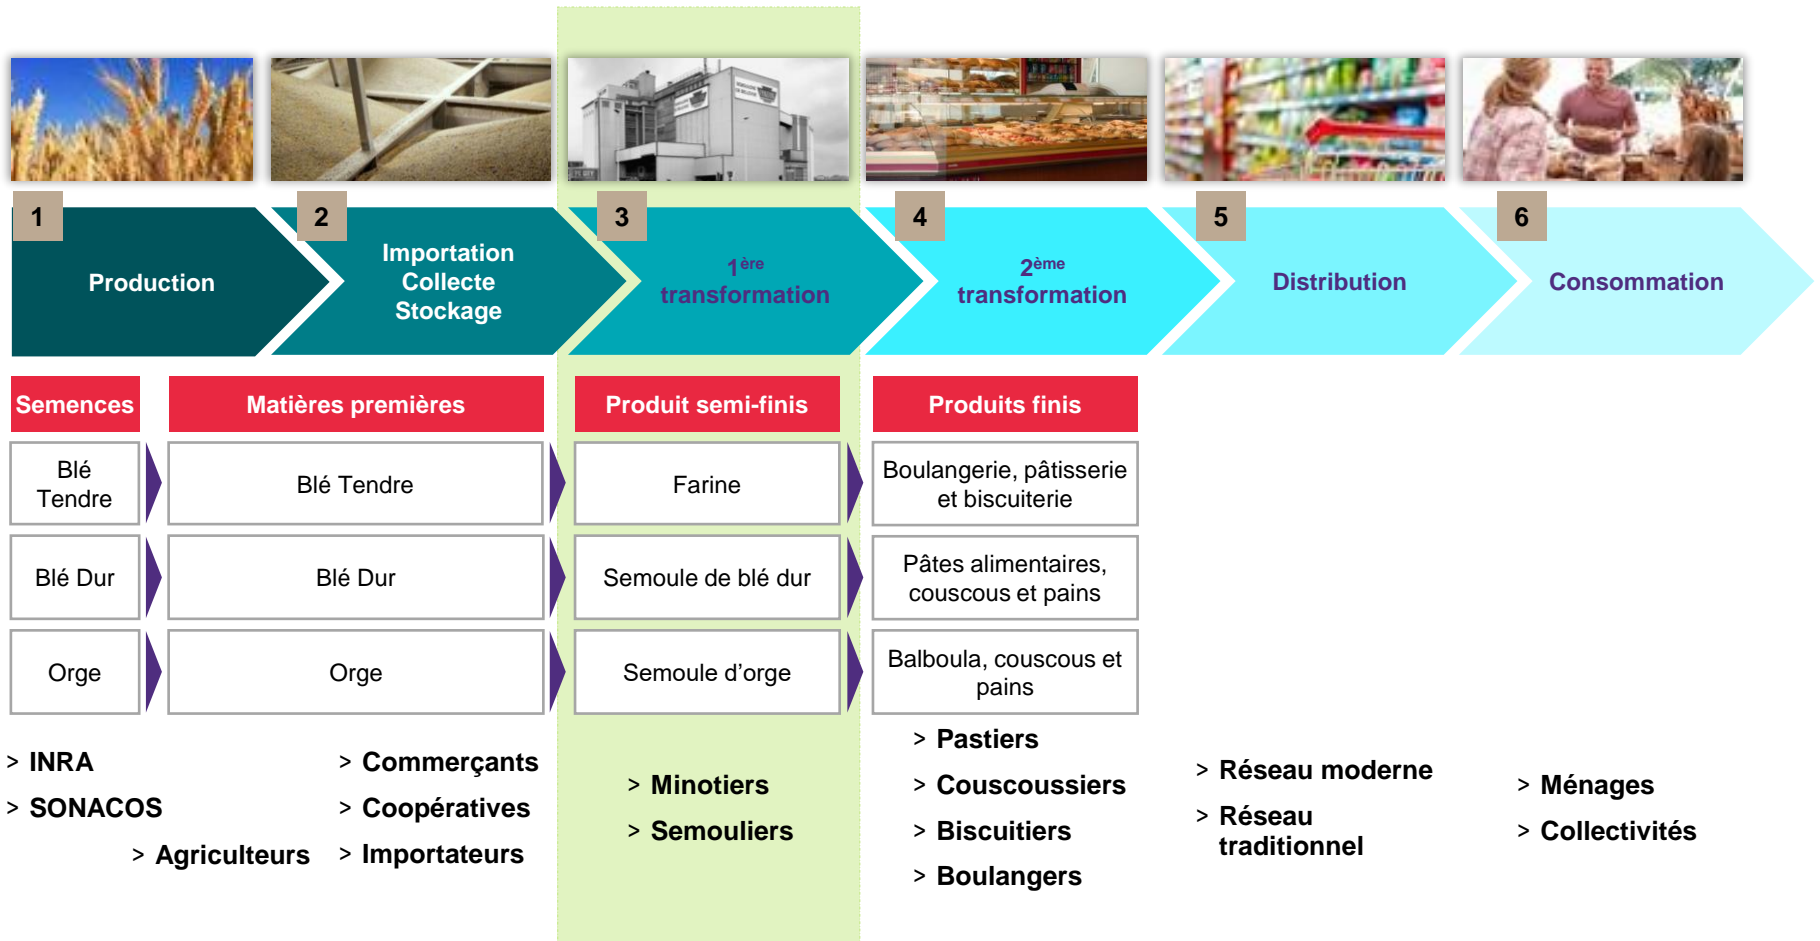 1
2
3
4
5
6
Production
Importation
Collecte
Stockage
1ère
transformation
2ème
transformation
Distribution
Consommation
Semences
Matières premières
Produit semi-finis
Produits finis
Blé
Tendre
Blé Tendre
Farine
Boulangerie, pâtisserie
et biscuiterie
Blé Dur
Blé Dur
Semoule de blé dur
Pâtes alimentaires,
couscous et pains
Orge
Orge
Semoule d’orge
Balboula, couscous et
pains
> INRA
> SONACOS
> Agriculteurs
> Commerçants
> Coopératives
> Importateurs
> Minotiers
> Semouliers
> Pastiers
> Couscoussiers
> Biscuitiers
> Boulangers
> Réseau moderne
> Réseau
traditionnel
> Ménages
> Collectivités